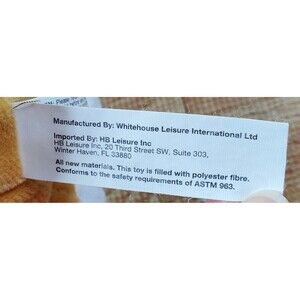 Manufactured By: Whitehouse Leisure International Ltd
Imported By: HB Leisure Inc
HB Leisure Inc, 20 Third Street SW, Suite 303,
Winter Haven, FL 33880
All new materials. This toy is filled with polyester fibre.
Conforms to the safety requirements of ASTM 963.